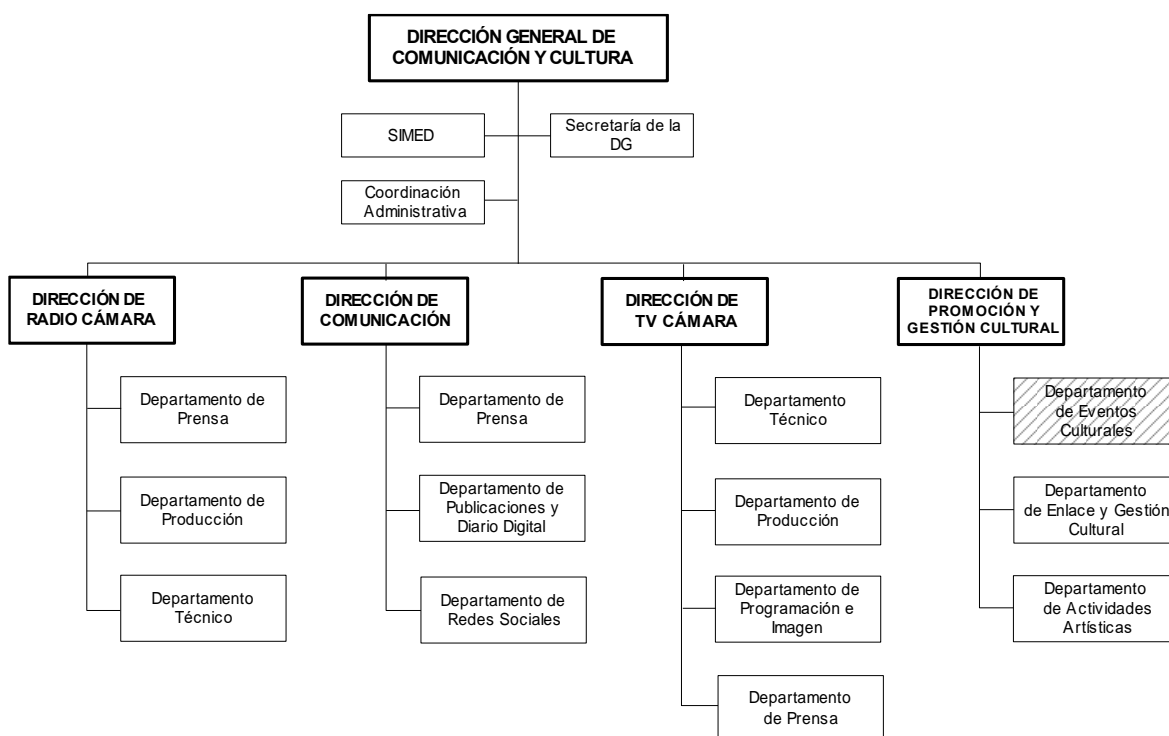 DIRECCIÓN GENERAL DE
COMUNICACIÓN Y CULTURA
SIMED
Secretaría de la
DG
Coordinación
Administrativa
DIRECCIÓN DE
RADIO CÁMARA
Departamento de
Prensa
Departamento de
Producción
Departamento
Técnico
DIRECCIÓN DE
COMUNICACIÓN
Departamento de
Prensa
Departamento de
Publicaciones y
Diario Digital
Departamento de
Redes Sociales
DIRECCIÓN DE
TV CÁMARA
Departamento
Técnico
Departamento de
Producción
Departamento de
Programación e
Imagen
Departamento
de Prensa
DIRECCIÓN DE
PROMOCIÓN Y
GESTIÓN CULTURAL
Departamento
de Eventos
Culturales
Departamento
de Enlace y Gestión
Cultural
Departamento
de Actividades
Artísticas